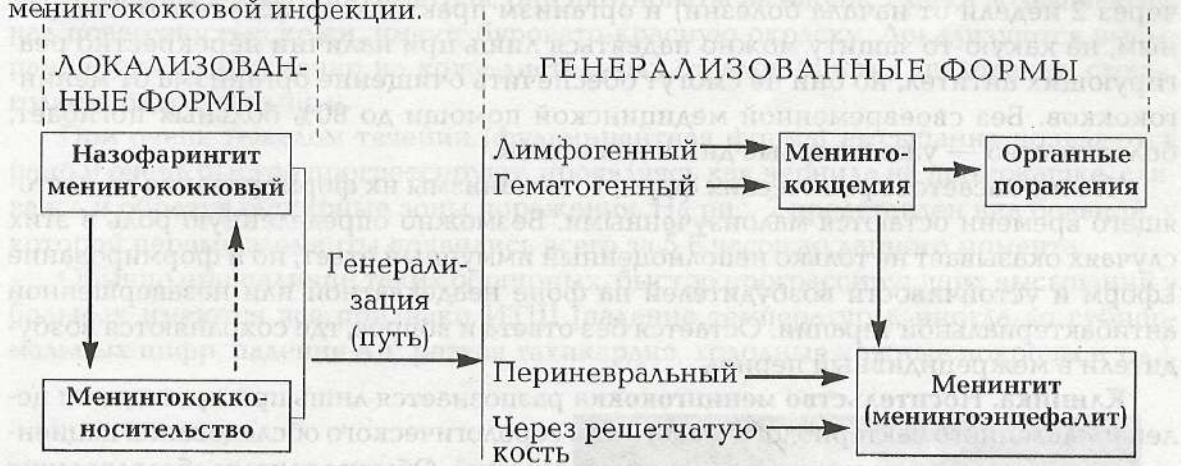 менингококковой инфекции.
ЛОКАЛИЗОВАН-
НЫЕ ФОРМЫ
ГЕНЕРАЛИЗОВАННЫЕ ФОРМЫ
Назофарингит
менингококковый
Менингококко-
носительство
Генерали-
зация
(путь)
Лимфогенный
Гематогенный
Менинго-
кокцемия
Органные
поражения
Периневральный
Через решетчатую
кость
Менингит
(менингоэнцефалит)